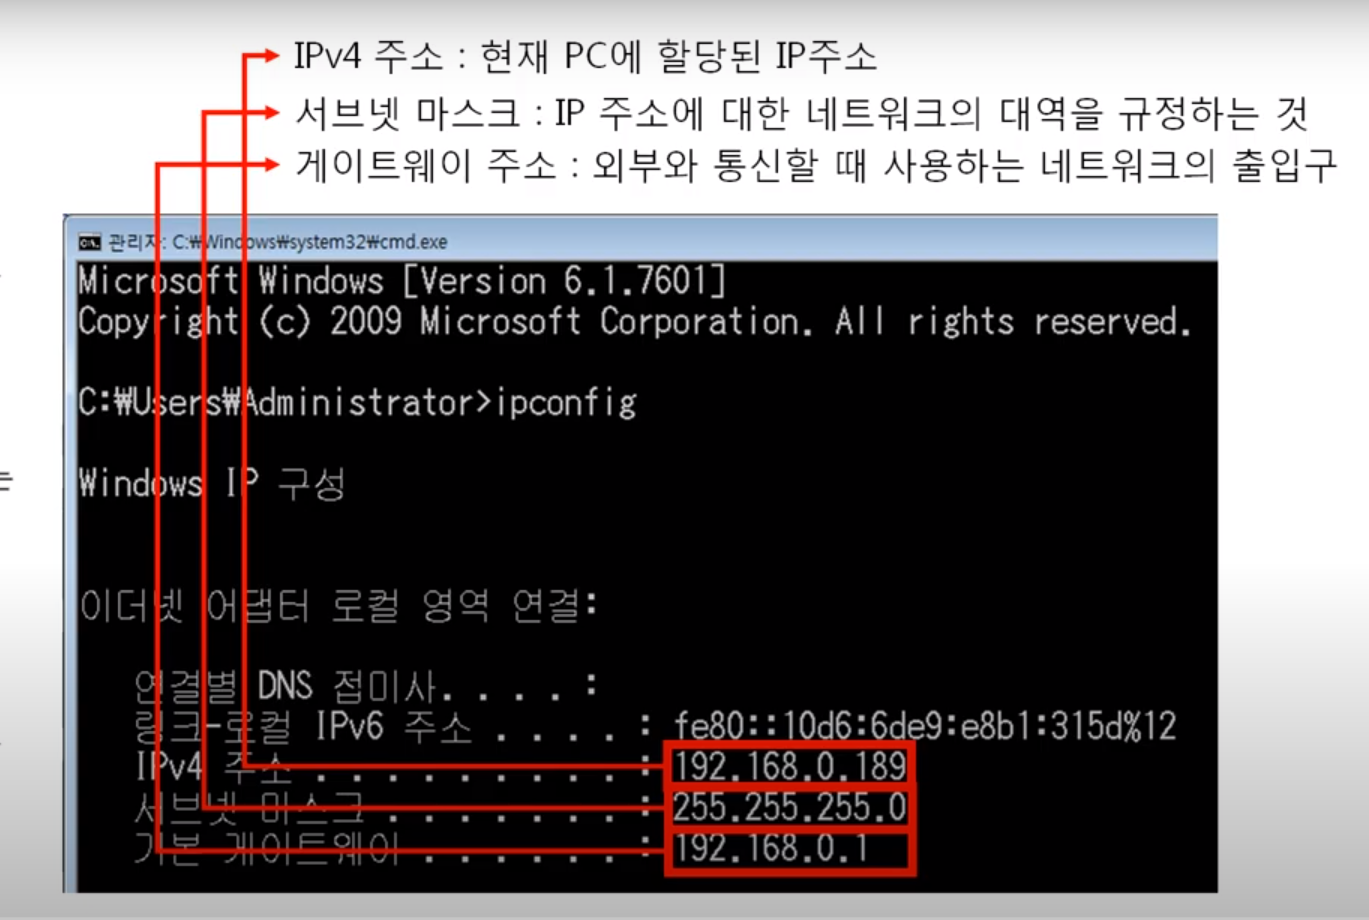 IPv4 주소 : 현재 PC에 할당된 IP주소
서브넷 마스크 : IP 주소에 대한 네트워크의 대역을 규정하는 것
게이트웨이 주소 : 외부와 통신할 때 사용하는 네트워크의 출입구
관리자: C:₩Windows₩system32₩cmd.exe
Microsoft Windows [Version 6.1.7601]
Copyright (c) 2009 Microsoft Corporation. All rights reserved.
C:₩Users₩Administrator>ipconfig
Windows IP 구성
는
이더넷 어댑터 로컬 영역 연결:
연결별 DNS 접미사. . . . :
링크-로컬 IPv6 주소 . . . . : fe80::10d6:6de9:e8b1:315d%12
IPv4 주소 . . . . . . . . . : 192.168.0.189
서브넷 마스크 . . . . . . . : 255.255.255.0
기본 게이트웨이 . . . . . . : 192.168.0.1